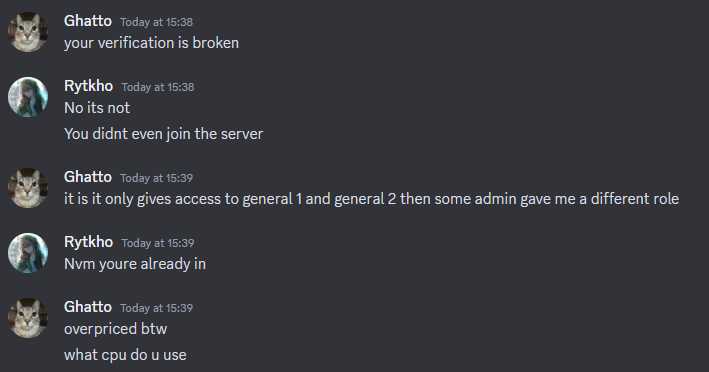 Ghatto Today at 15:38
your verification is broken
Rytkho Today at 15:38
No its not
You didnt even join the server
Ghatto Today at 15:39
it is it only gives access to general 1 and general 2 then some admin gave me a different role
Rytkho Today at 15:39
Nvm youre already in
Ghatto Today at 15:39
overpriced btw
what cpu do u use